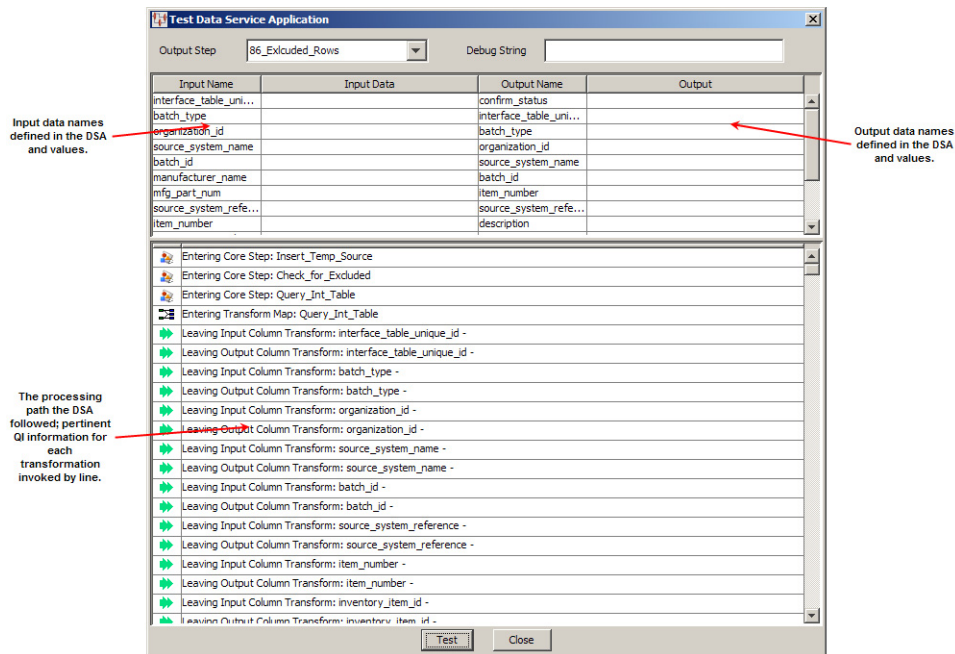 Test Data Service Application
Output Step 86_Exlcuded_Rows Debug String
Input Name Input Data Output Name Output
interface_table_uni... confirm_status
batch_type interface_table_uni...
organization_id batch_type
source_system_name organization_id
batch_id source_system_name
manufacturer_name batch_id
mfg_part_num item_number
source_system_refe... source_system_refe...
item_number description
Input data names
defined in the DSA
and values.
Output data names
defined in the DSA
and values.
Entering Core Step: Insert_Temp_Source
Entering Core Step: Check_for_Excluded
Entering Core Step: Query_Int_Table
Entering Transform Map: Query_Int_Table
Leaving Input Column Transform: interface_table_unique_id -
Leaving Output Column Transform: interface_table_unique_id -
Leaving Input Column Transform: batch_type -
Leaving Output Column Transform: batch_type -
Leaving Input Column Transform: organization_id -
Leaving Output Column Transform: organization_id -
Leaving Input Column Transform: source_system_name -
Leaving Output Column Transform: source_system_name -
Leaving Input Column Transform: batch_id -
Leaving Output Column Transform: batch_id -
Leaving Input Column Transform: source_system_reference -
Leaving Output Column Transform: source_system_reference -
Leaving Input Column Transform: item_number -
Leaving Output Column Transform: item_number -
Leaving Input Column Transform: inventory_item_id -
Leaving Output Column Transform: inventory_item_id -
The processing
path the DSA
followed; pertinent
QI information for
each
transformation
invoked by line.
Test Close